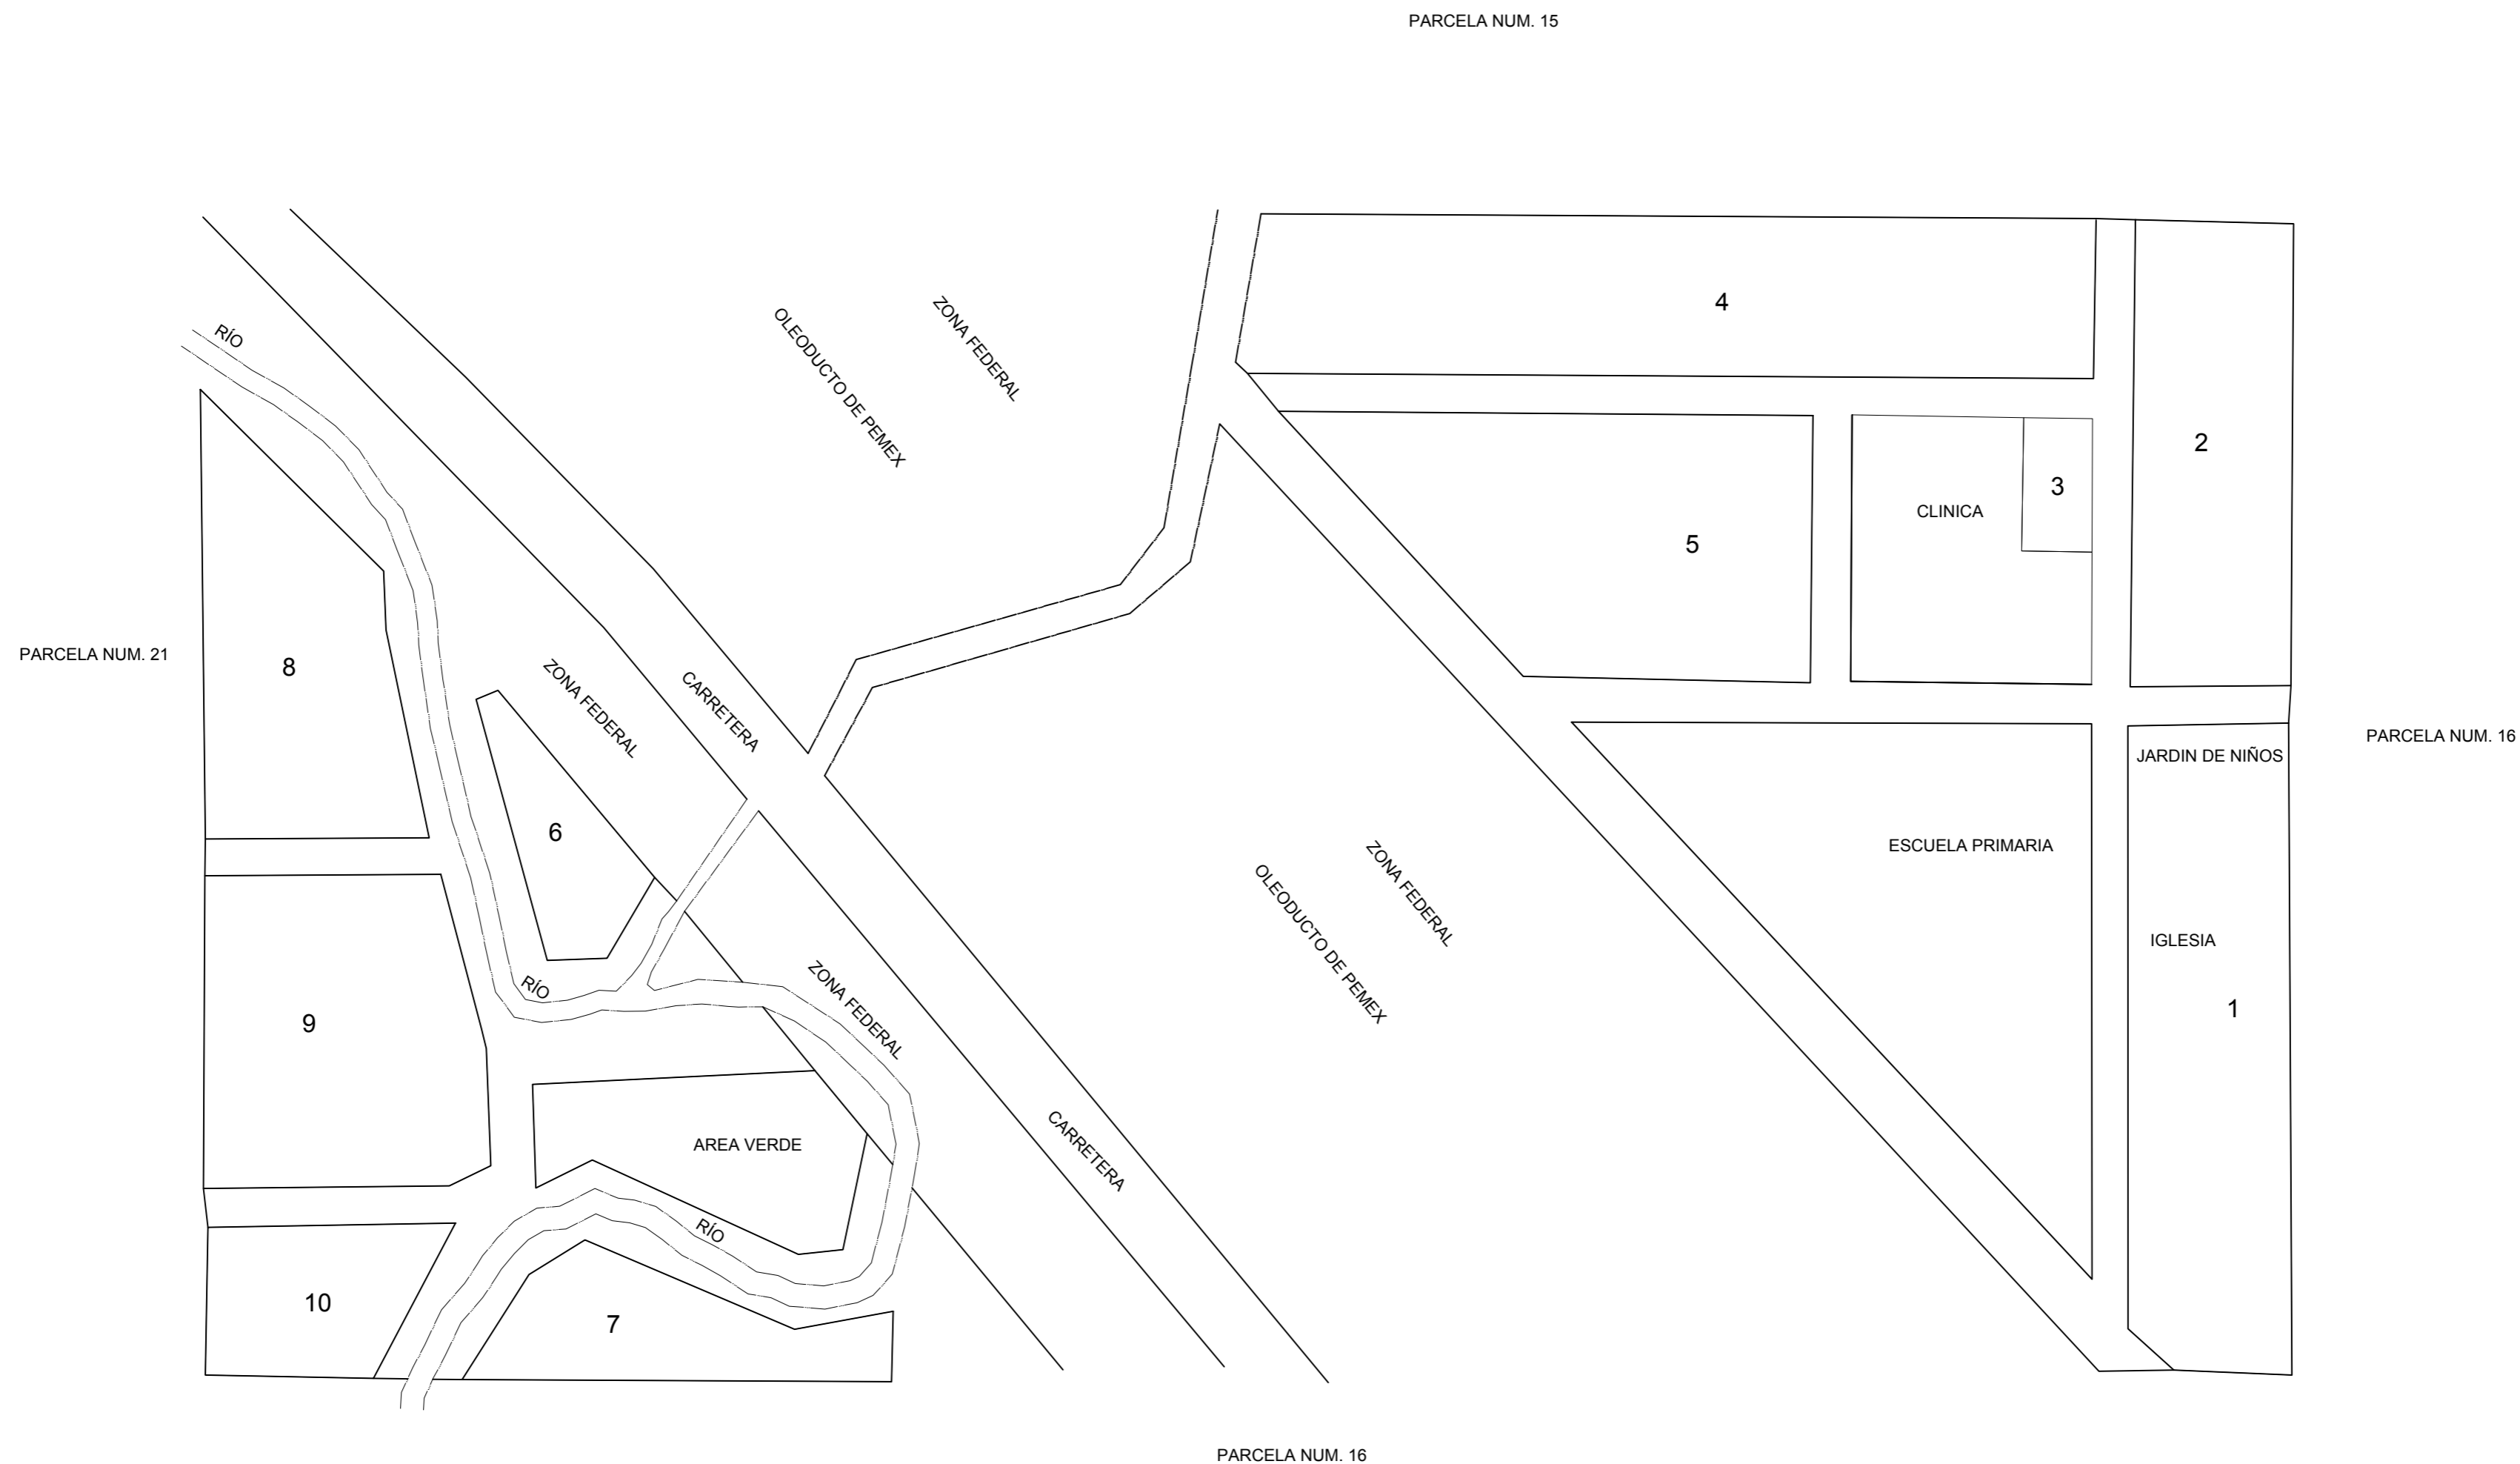 PARCELA NUM. 15
RÍO
OLEODUCTO DE PEMEX
ZONA FEDERAL
4
2
3
CLINICA
5
PARCELA NUM. 21
8
ZONA FEDERAL
CARRETERA
PARCELA NUM. 16
JARDIN DE NIÑOS
6
ESCUELA PRIMARIA
ZONA FEDERAL
OLEODUCTO DE PEMEX
IGLESIA
1
RÍO
ZONA FEDERAL
9
AREA VERDE
CARRETERA
RÍO
10
7
PARCELA NUM. 16